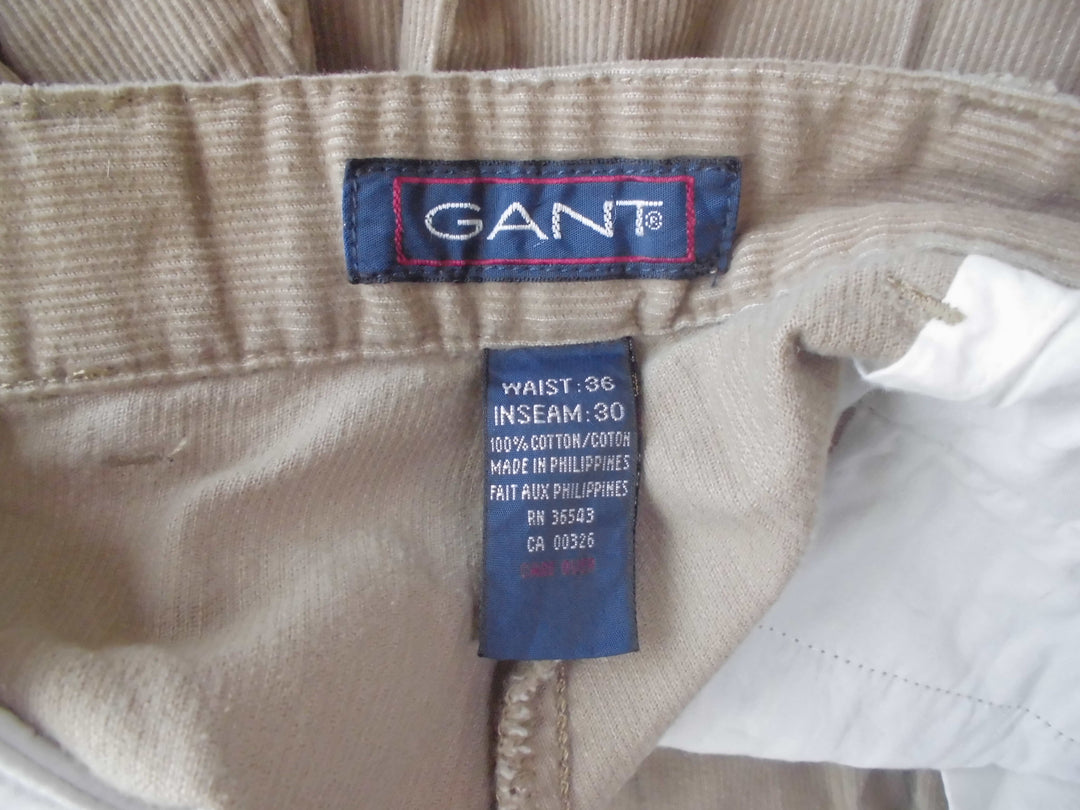 GANT®
WAIST:36
INSEAM:30
100% COTTON/COTON
MADE IN PHILIPPINES
FAIT AUX PHILIPPINES
RN 36543
CA 00326